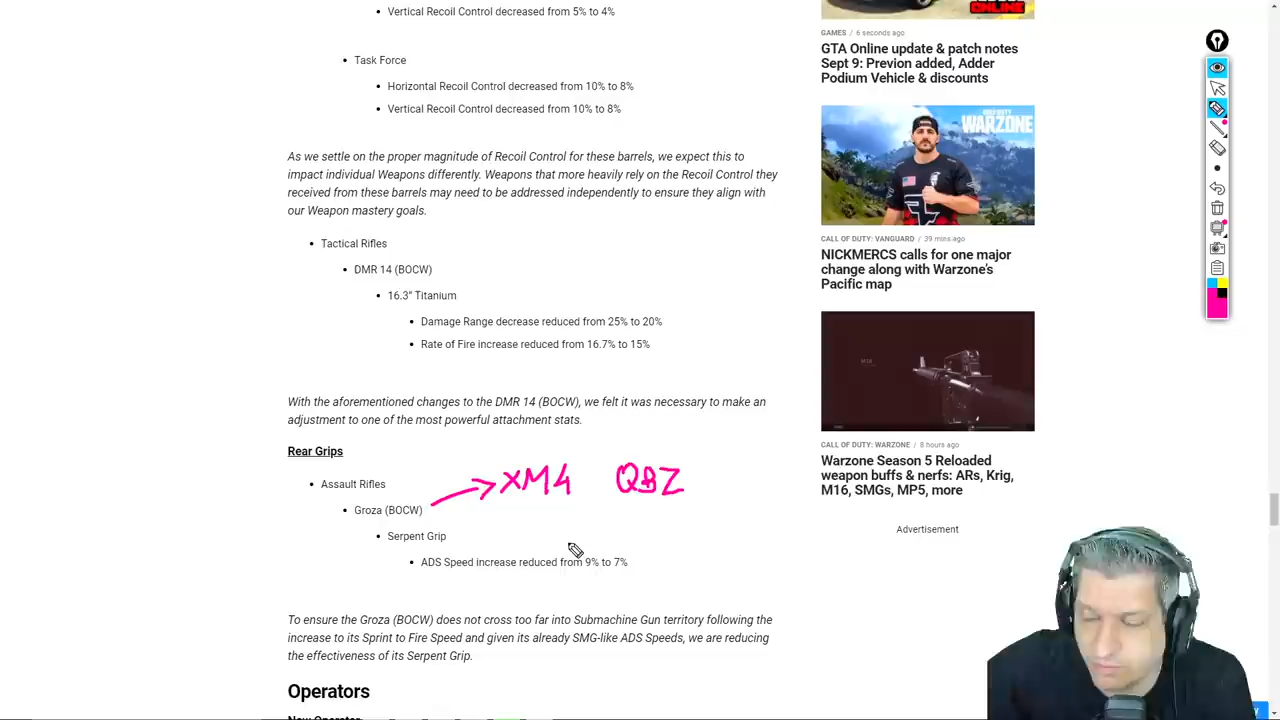 Vertical Recoil Control decreased from 5% to 4%
Task Force
Horizontal Recoil Control decreased from 10% to 8%
Vertical Recoil Control decreased from 10% to 8%
As we settle on the proper magnitude of Recoil Control for these barrels, we expect this to
impact individual Weapons differently. Weapons that more heavily rely on the Recoil Control they
received from these barrels may need to be addressed independently to ensure they align with
our Weapon mastery goals.
Tactical Rifles
DMR 14 (BOCW)
16.3" Titanium
Damage Range decrease reduced from 25% to 20%
Rate of Fire increase reduced from 16.7% to 15%
With the aforementioned changes to the DMR 14 (BOCW), we felt it was necessary to make an
adjustment to one of the most powerful attachment stats.
Rear Grips
Assault Rifles
XM4 QBZ
Groza (BOCW)
Serpent Grip
ADS Speed increase reduced from 9% to 7%
To ensure the Groza (BOCW) does not cross too far into Submachine Gun territory following the
increase to its Sprint to Fire Speed and given its already SMG-like ADS Speeds, we are reducing
the effectiveness of its Serpent Grip.
Operators
New Operator
ONLINE
GAMES / 6 seconds ago
GTA Online update & patch notes
Sept 9: Previon added, Adder
Podium Vehicle & discounts
WARZONE
CALL OF DUTY: VANGUARD / 39 mins ago
NICKMERCS calls for one major
change along with Warzone's
Pacific map
CALL OF DUTY: WARZONE / 8 hours ago
Warzone Season 5 Reloaded
weapon buffs & nerfs: ARs, Krig,
M16, SMGs, MP5, more
Advertisement